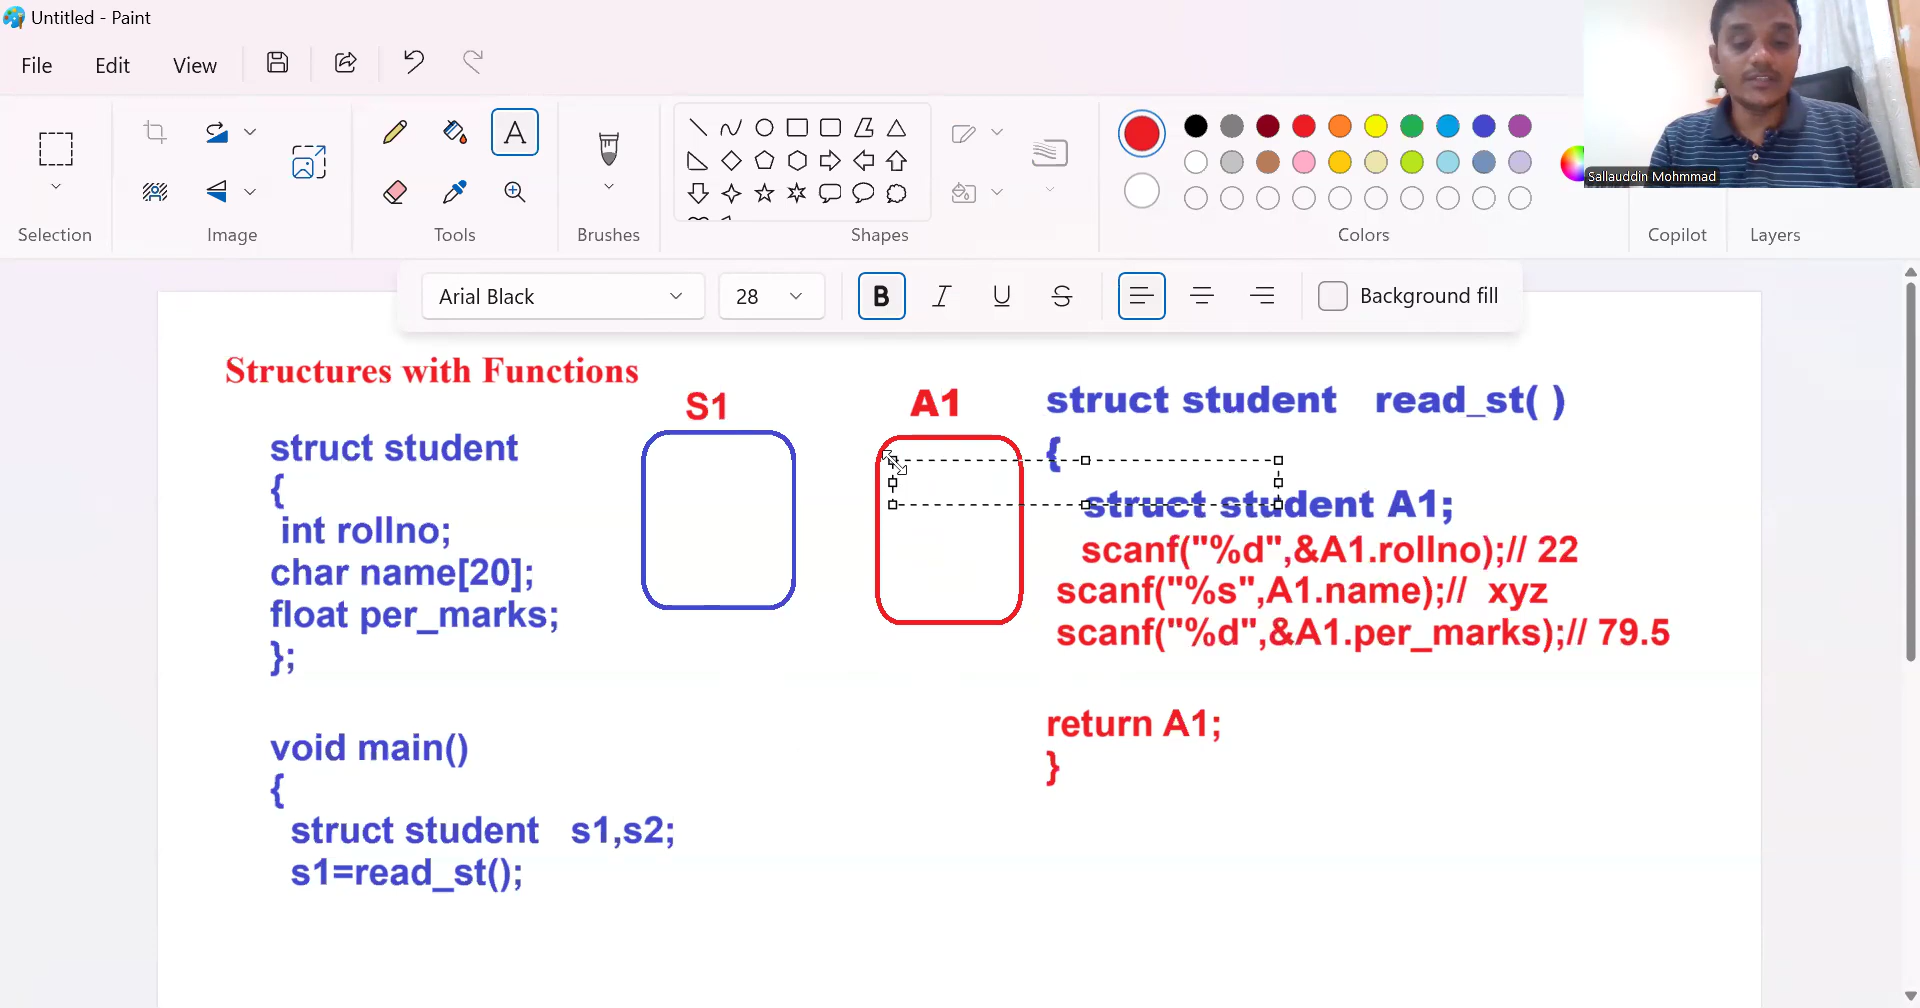 Untitled - Paint
File
Edit
View
Selection
Image
Tools
Brushes
Shapes
Colors
Copilot
Layers
Sallauddin Mohmmad
Arial Black
28
B
Background fill
Structures with Functions
struct student
{
int rollno;
char name[20];
float per_marks;
};
void main()
{
struct student s1,s2;
s1=read_st();
S1
A1
struct student read_st( )
{
struct student A1;
scanf("%d",&A1.rollno);// 22
scanf("%s",A1.name);// xyz
scanf("%d",&A1.per_marks);// 79.5
return A1;
}